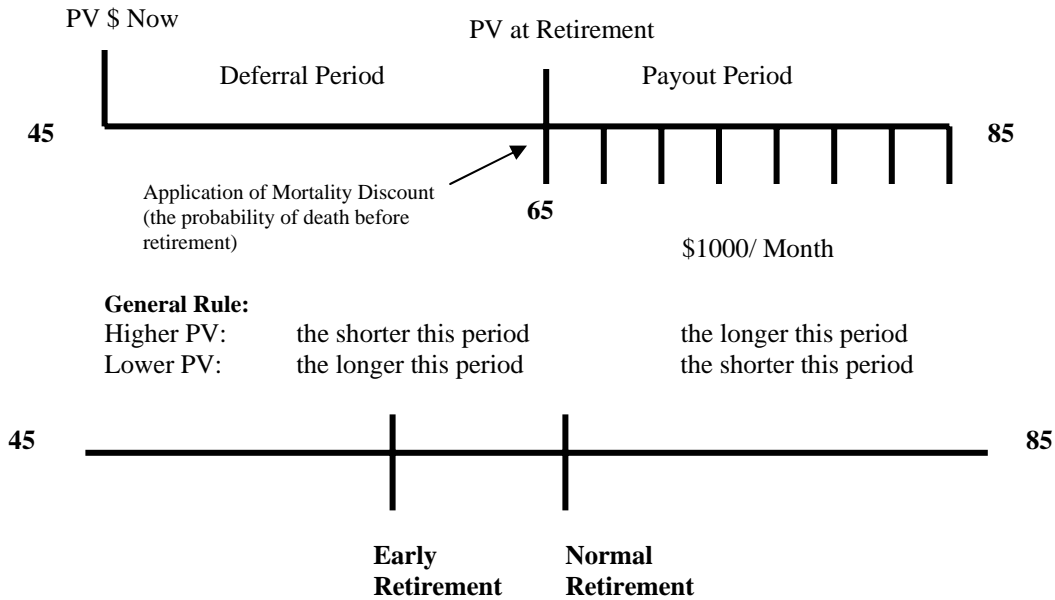 PV $ Now
PV at Retirement
Deferral Period
Payout Period
45
85
Application of Mortality Discount
(the probability of death before
retirement)
65
$1000/ Month
General Rule:
Higher PV: the shorter this period the longer this period
Lower PV: the longer this period the shorter this period
45
85
Early
Retirement
Normal
Retirement